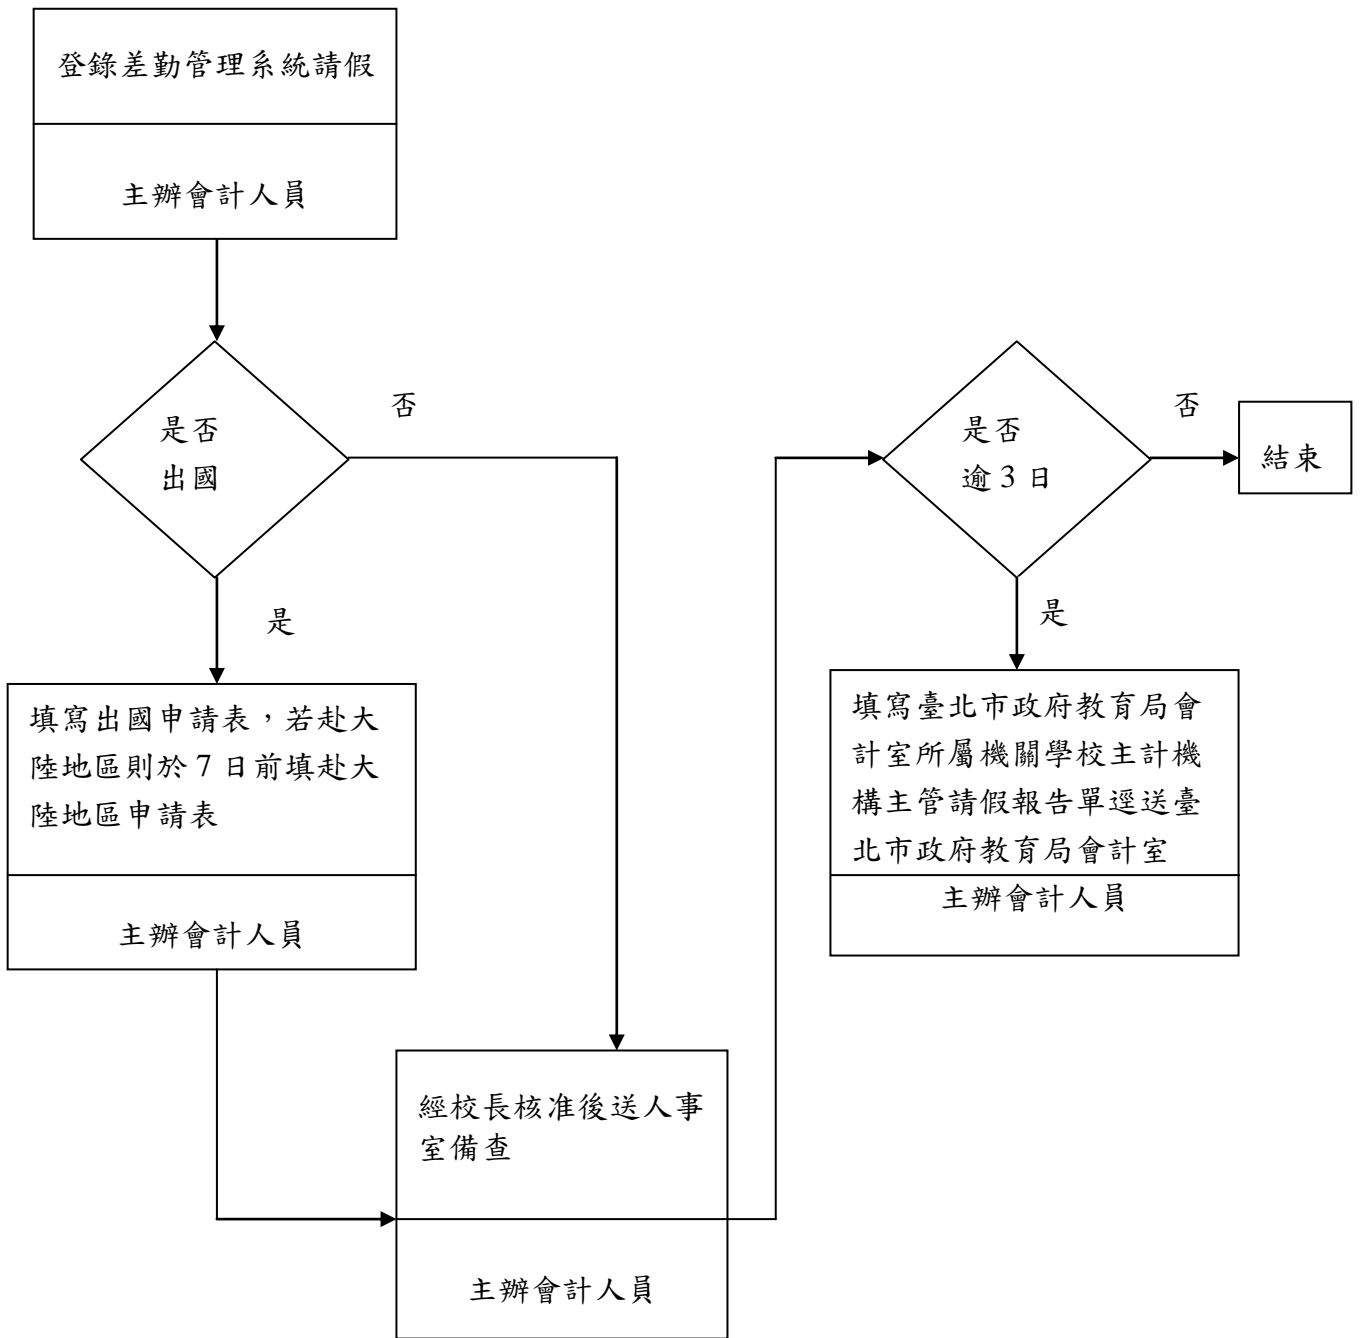 登錄差勤管理系統請假
主辦會計人員
是否
出國
否
是
填寫出國申請表，若赴大
陸地區則於 7 日前填赴大
陸地區申請表
主辦會計人員
經校長核准後送人事
室備查
主辦會計人員
是否
逾 3 日
否
結束
是
填寫臺北市政府教育局會
計室所屬機關學校主計機
構主管請假報告單逕送臺
北市政府教育局會計室
主辦會計人員